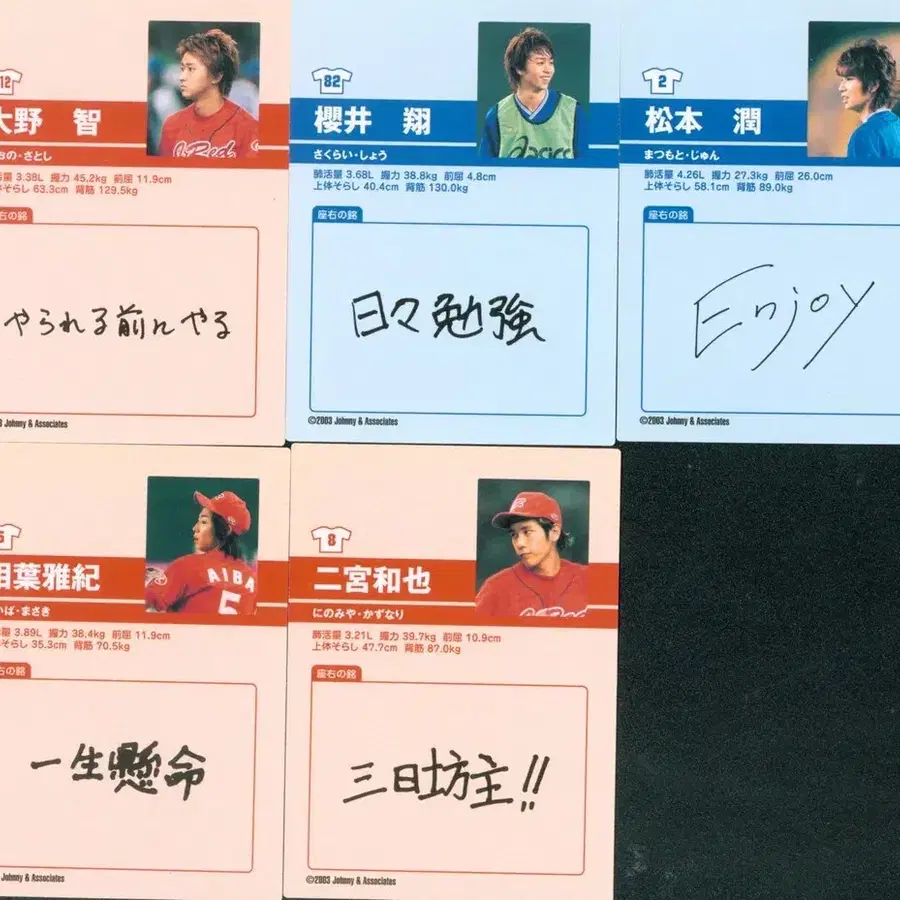 12
大野 智
おの・さとし
3.38L 握力 45.2kg 前屈 11.9cm
そらし 63.3cm 背筋 129.5kg
右の銘
やられる前にやる
Johnny & Associates
82
櫻井 翔
さくらい・しょう
肺活量 3.68L 握力 38.8kg 前屈 4.8cm
上体そらし 40.4cm 背筋 130.0kg
座右の銘
日々勉強
©2003 Johnny & Associates
asics
2
松本 潤
まつもと・じゅん
肺活量 4.26L 握力 27.3kg 前屈 26.0cm
上体そらし 58.1cm 背筋 89.0kg
座右の銘
Enjoy
©2003 Johnny & Associates
5
相葉雅紀
ば・まさき
量 3.89L 握力 38.4kg 前屈 11.9cm
そらし 35.3cm 背筋 70.5kg
右の銘
一生懸命
Johnny & Associates
AIBA
5
8
二宮和也
にのみや・かずなり
肺活量 3.21L 握力 39.7kg 前屈 10.9cm
上体そらし 47.7cm 背筋 87.0kg
座右の銘
三日坊主!!
©2003 Johnny & Associates